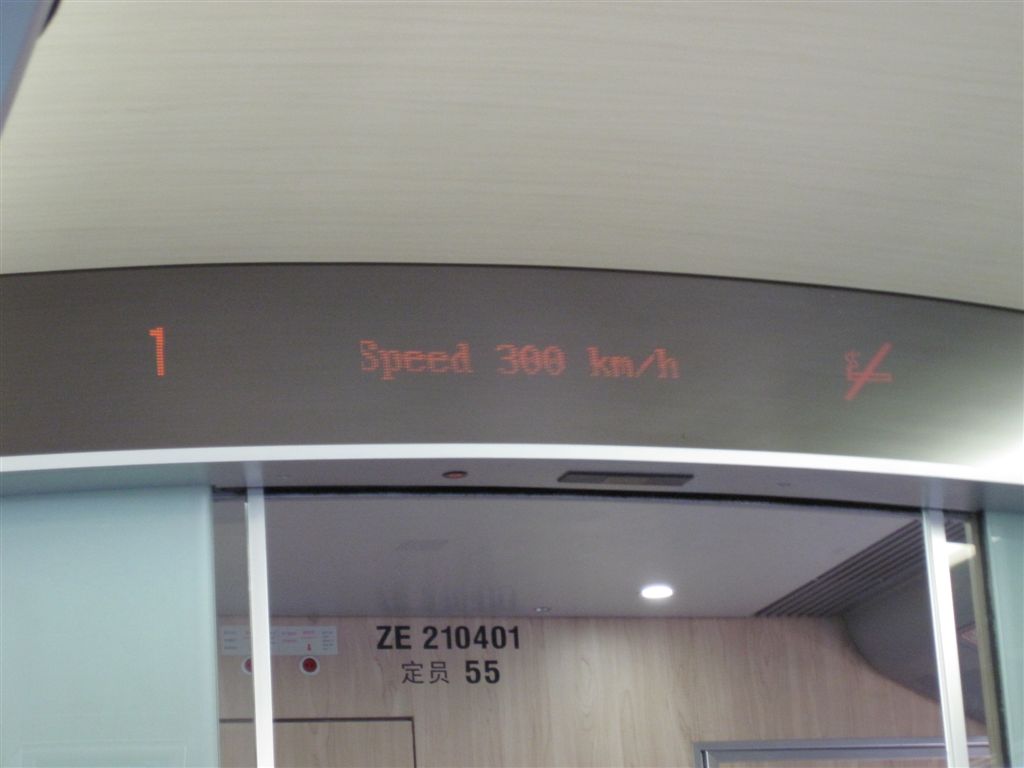 1 Speed 300 km/h
ZE 210401
定员 55